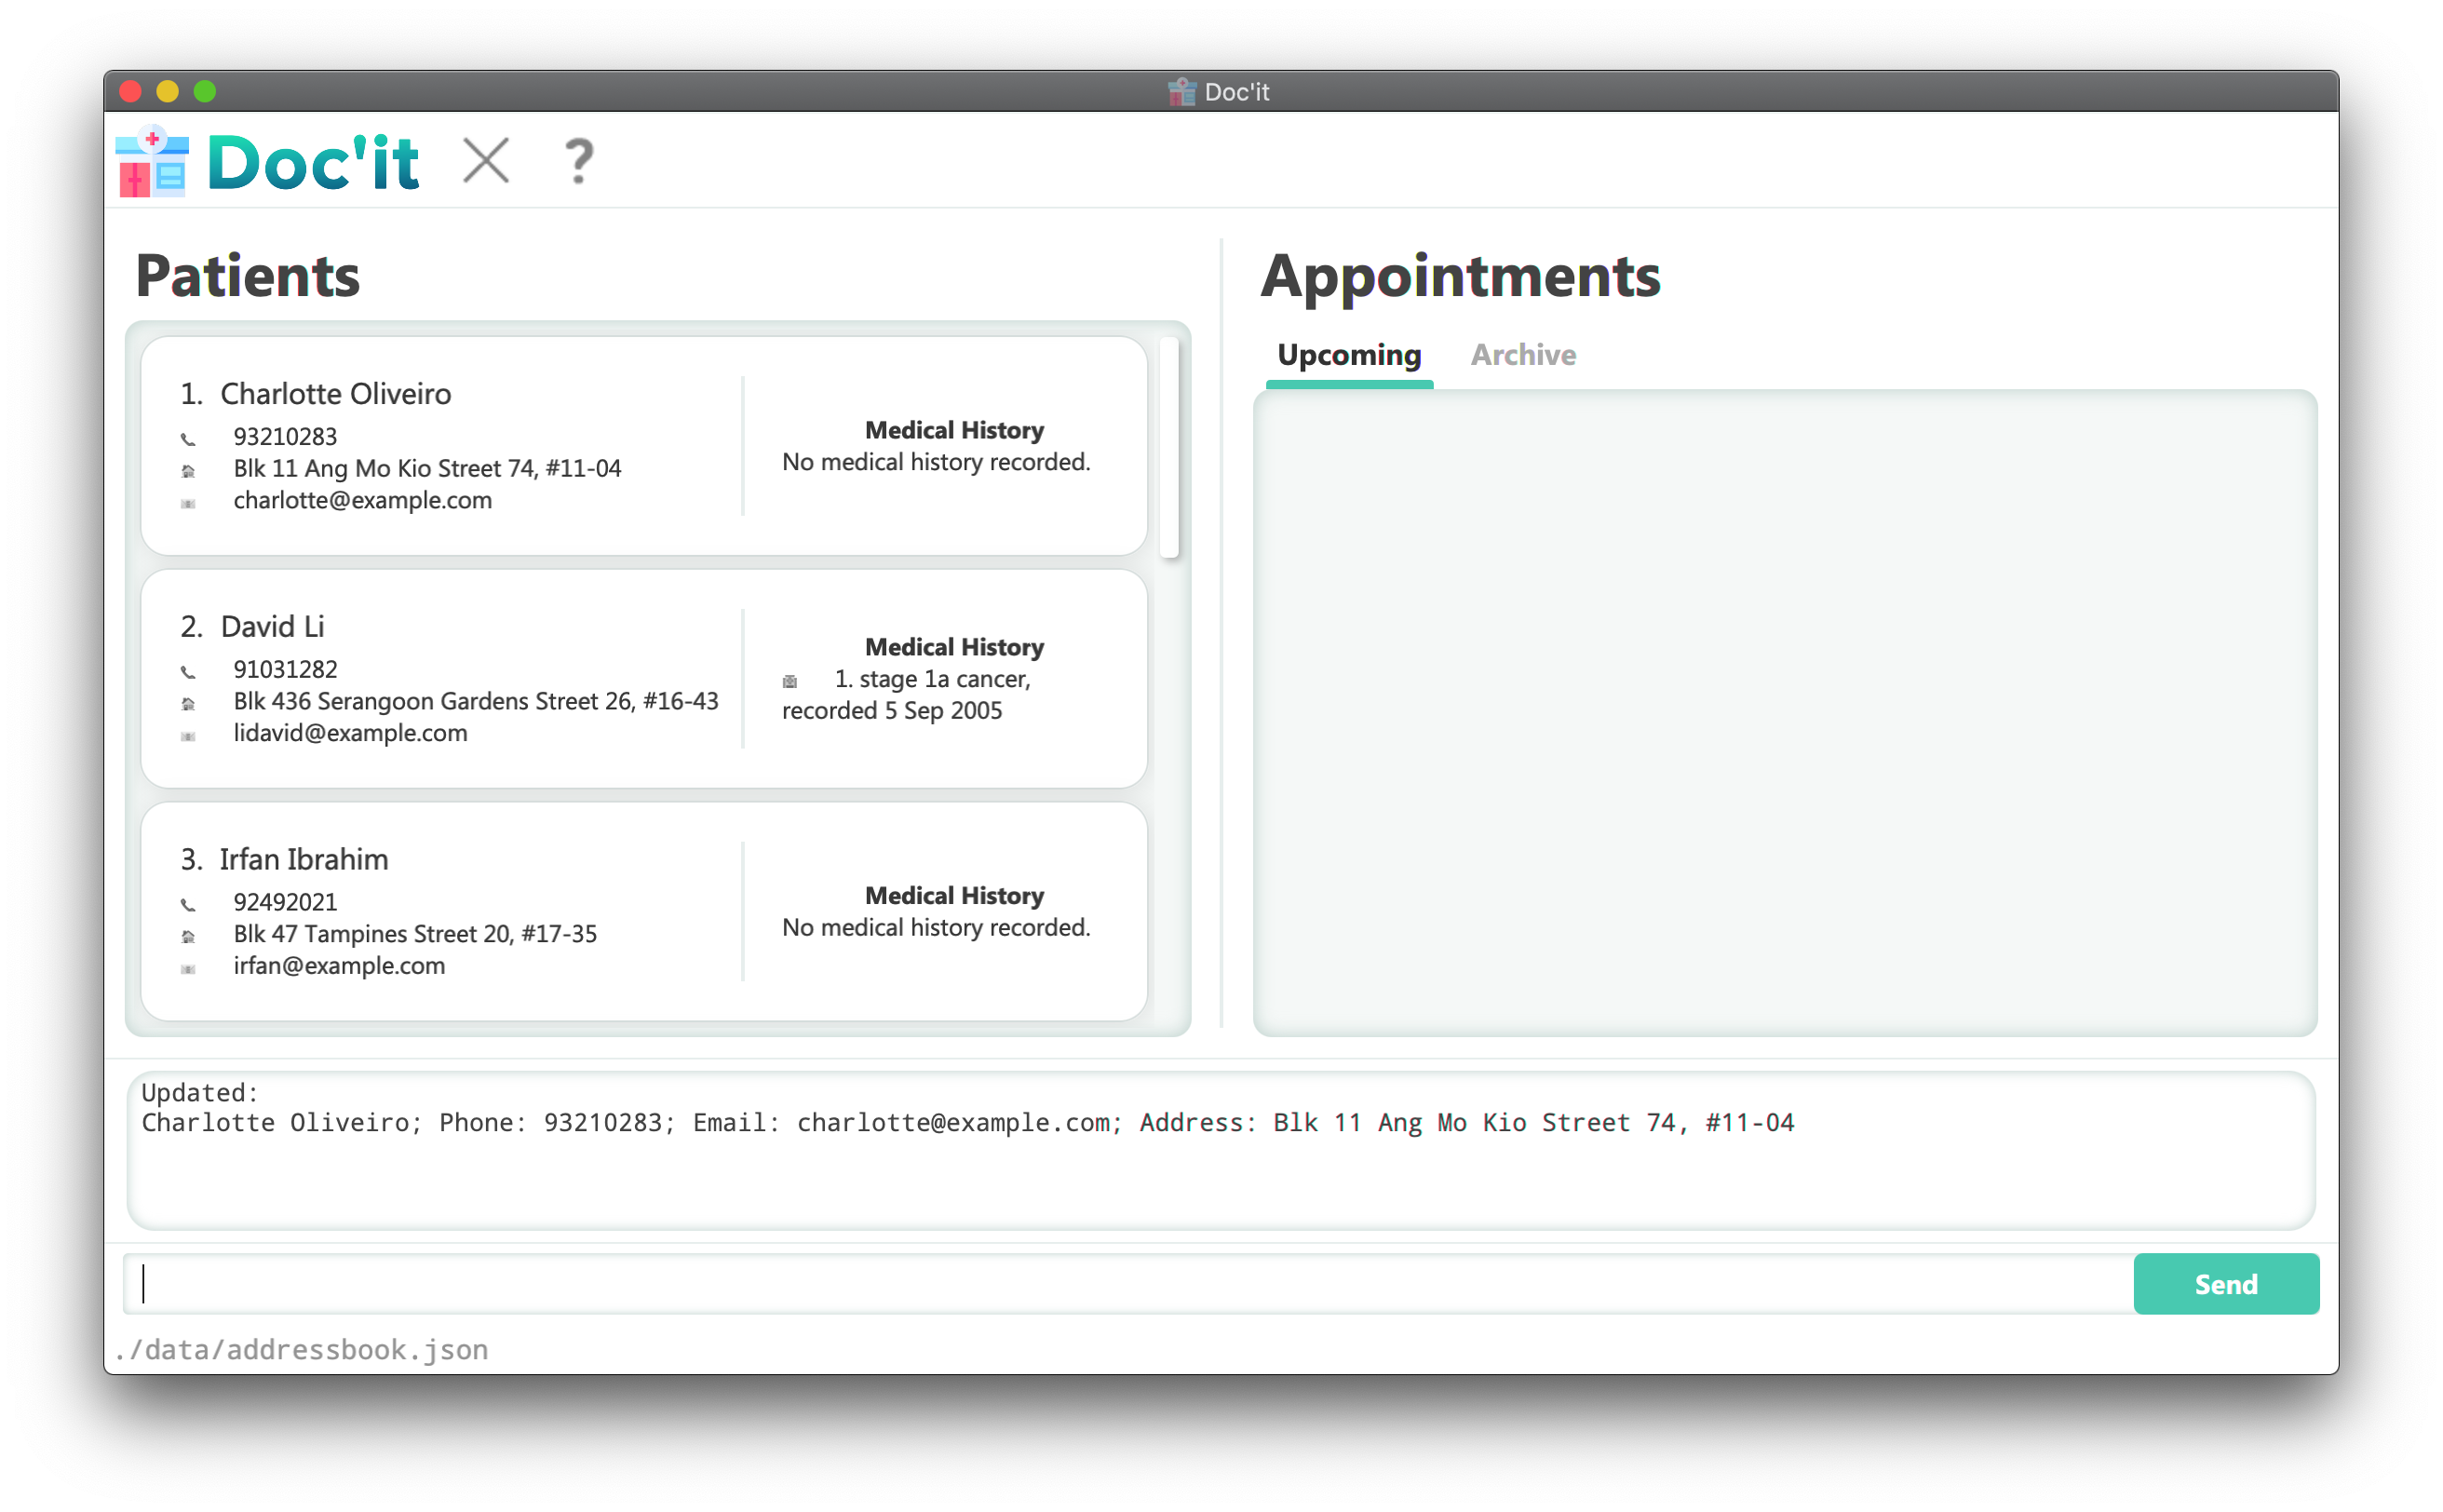 Doc'it
Doc'it
?
Patients
1. Charlotte Oliveiro
93210283
Blk 11 Ang Mo Kio Street 74, #11-04
charlotte@example.com
Medical History
No medical history recorded.
2. David Li
91031282
Blk 436 Serangoon Gardens Street 26, #16-43
lidavid@example.com
Medical History
1. stage 1a cancer,
recorded 5 Sep 2005
3. Irfan Ibrahim
92492021
Blk 47 Tampines Street 20, #17-35
irfan@example.com
Medical History
No medical history recorded.
Appointments
Upcoming Archive
Updated:
Charlotte Oliveiro; Phone: 93210283; Email: charlotte@example.com; Address: Blk 11 Ang Mo Kio Street 74, #11-04
Send
./data/addressbook.json